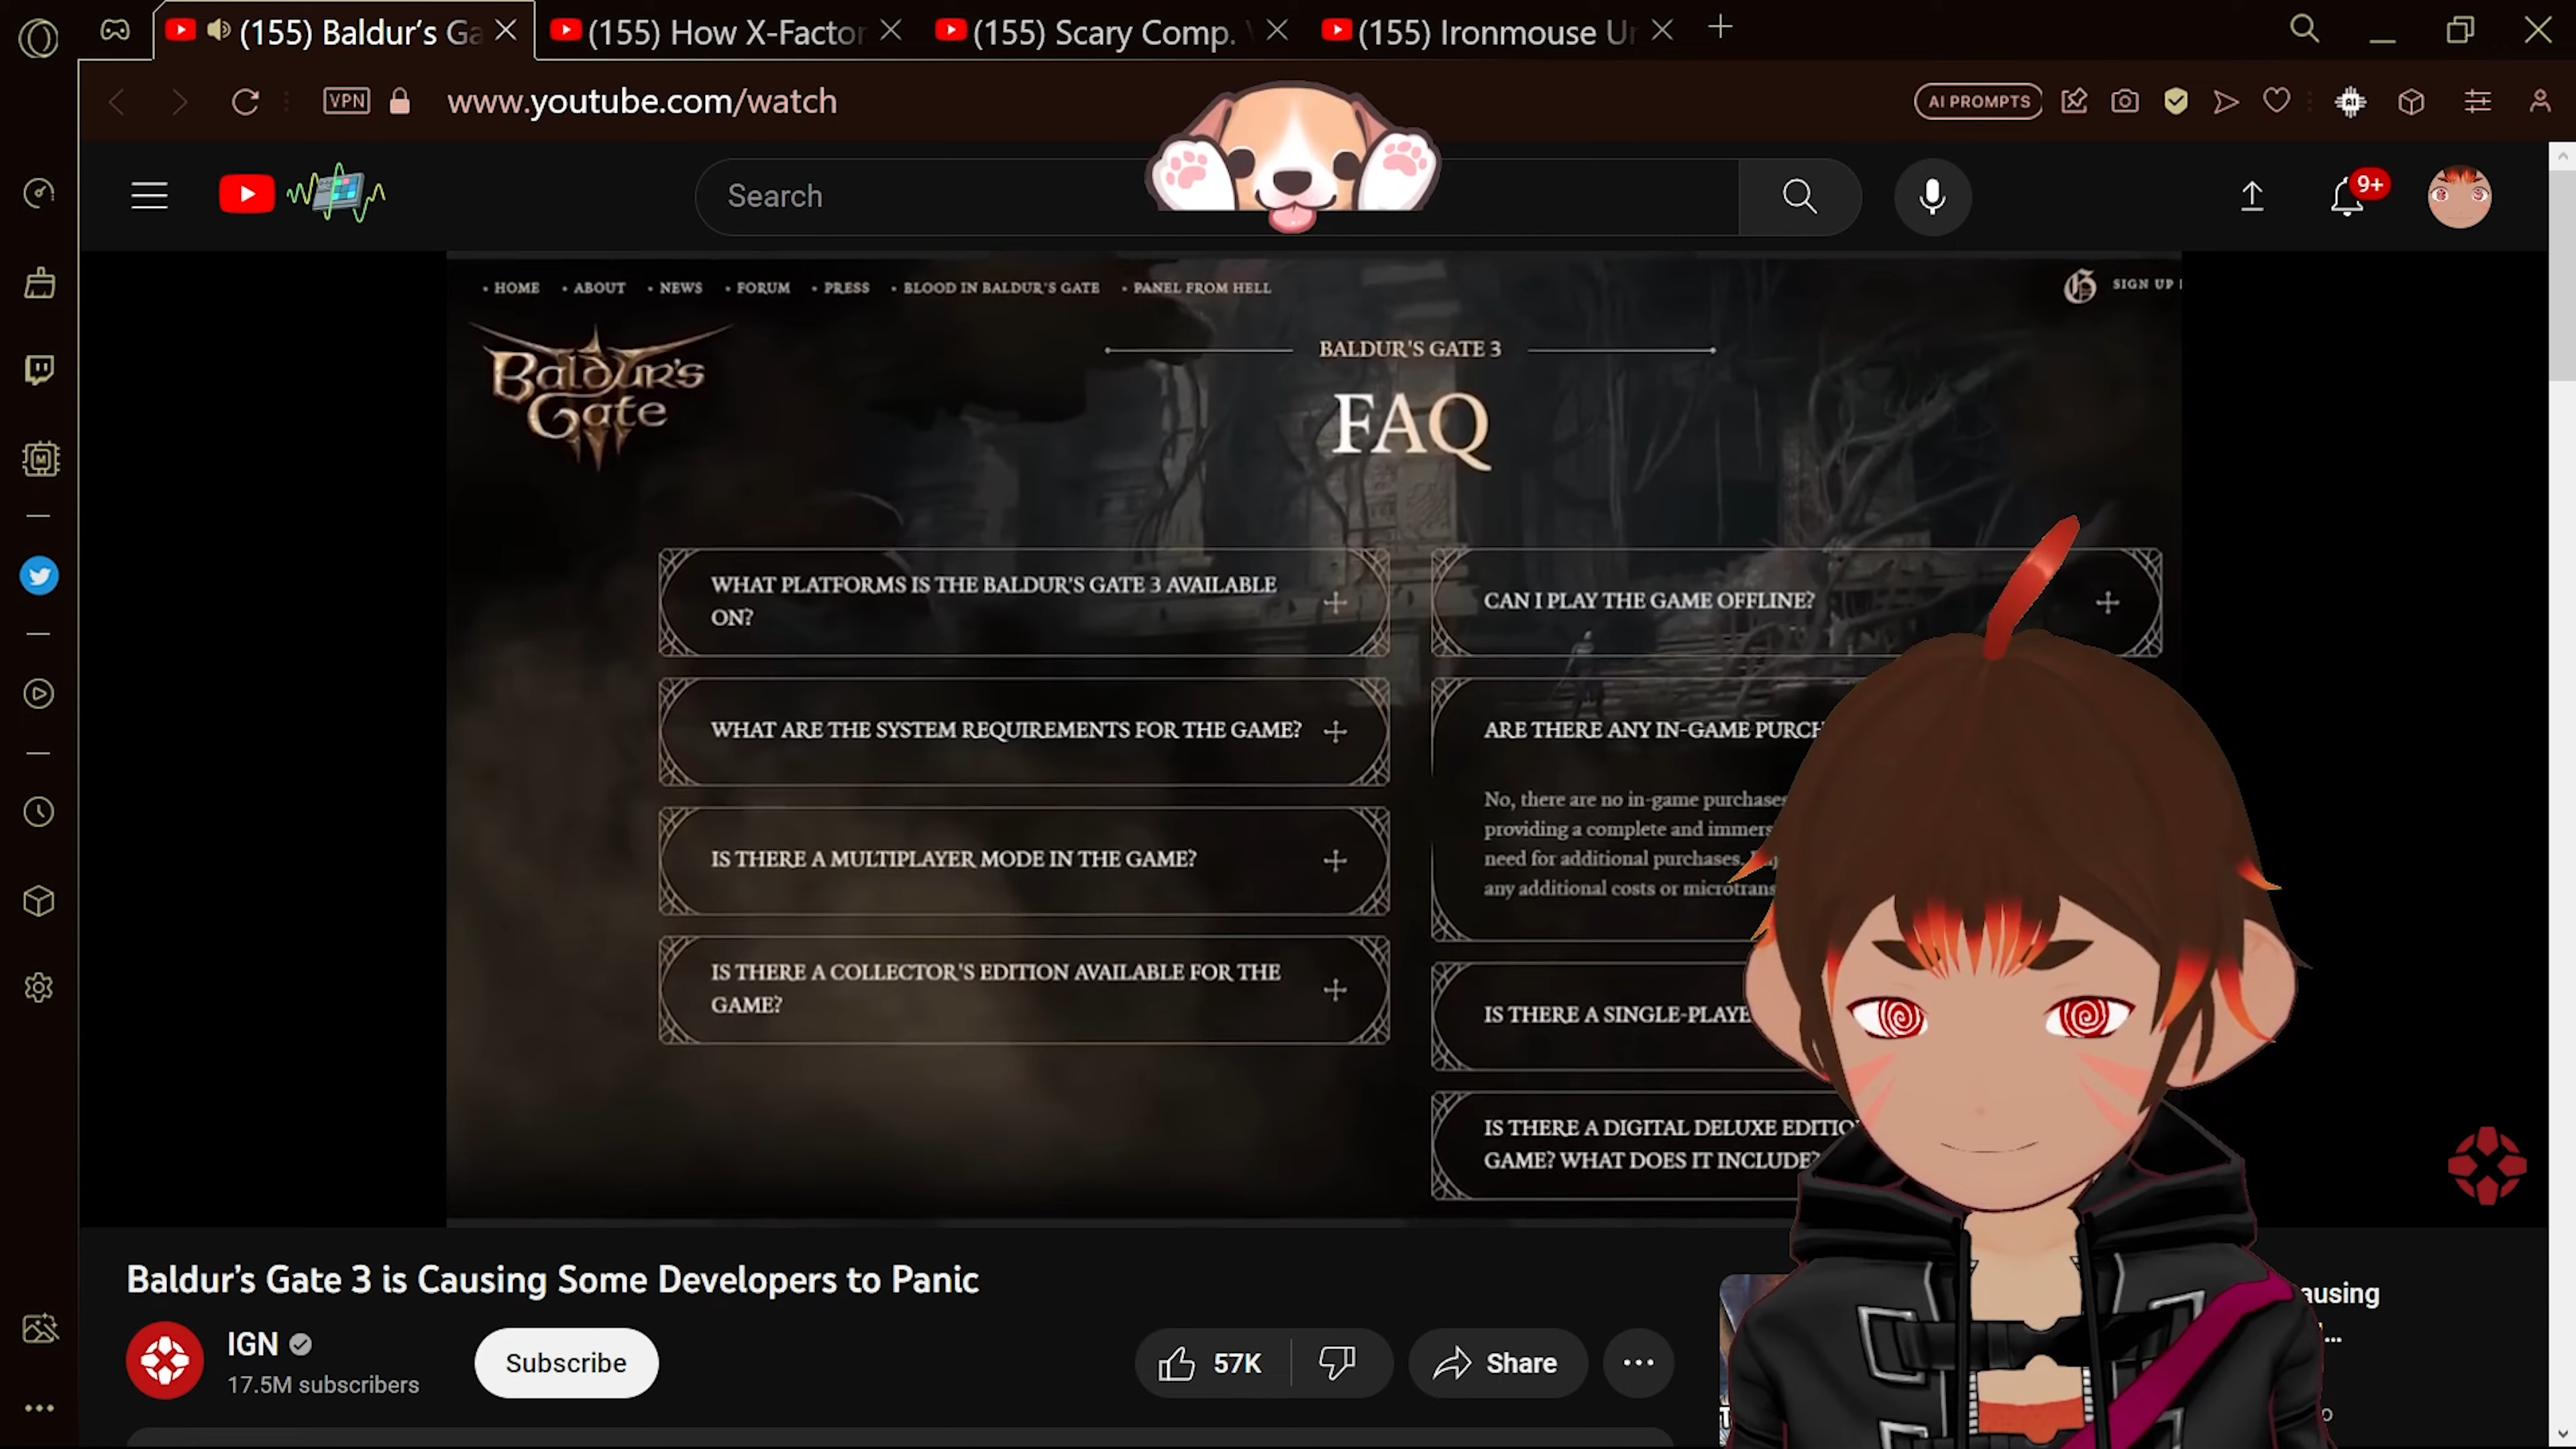 (155) Baldur's Ga
(155) How X-Factor
(155) Scary Comp.
(155) Ironmouse Un
VPN
www.youtube.com/watch
AI PROMPTS
Search
9+
HOME
ABOUT
NEWS
FORUM
PRESS
BLOOD IN BALDUR'S GATE
PANEL FROM HELL
SIGN UP
Baldur's
Gate
BALDUR'S GATE 3
FAQ
WHAT PLATFORMS IS THE BALDUR'S GATE 3 AVAILABLE
ON?
WHAT ARE THE SYSTEM REQUIREMENTS FOR THE GAME?
IS THERE A MULTIPLAYER MODE IN THE GAME?
IS THERE A COLLECTOR'S EDITION AVAILABLE FOR THE
GAME?
CAN I PLAY THE GAME OFFLINE?
ARE THERE ANY IN-GAME PURCH
No, there are no in-game purchases
providing a complete and immers
need for additional purchases.
any additional costs or microtrans
IS THERE A SINGLE-PLAYE
IS THERE A DIGITAL DELUXE EDITIO
GAME? WHAT DOES IT INCLUDE?
Baldur's Gate 3 is Causing Some Developers to Panic
IGN
17.5M subscribers
Subscribe
57K
Share
ausing
...